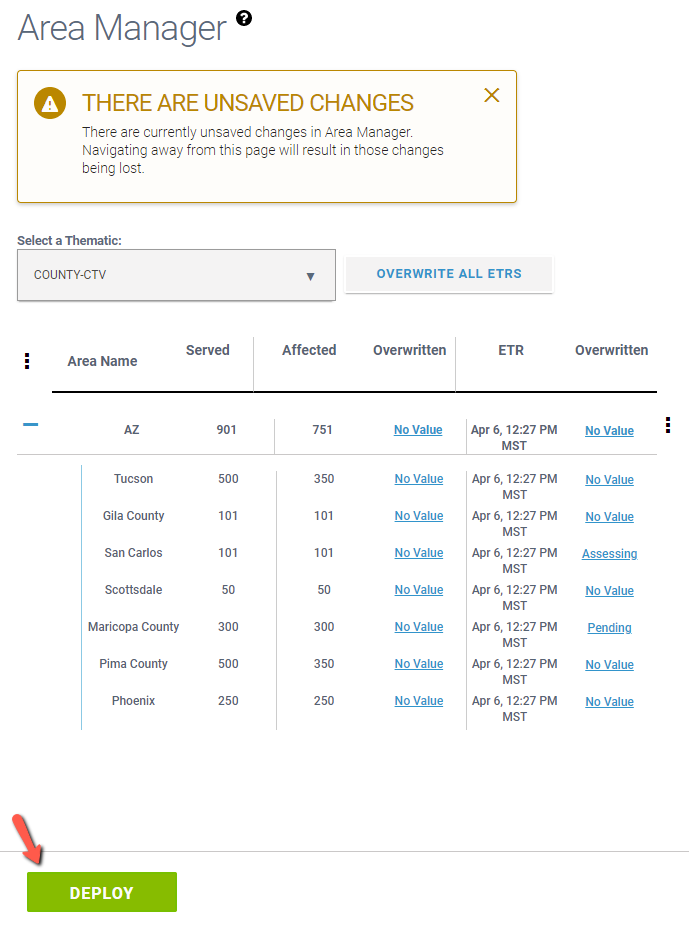 Area Manager ?
THERE ARE UNSAVED CHANGES
There are currently unsaved changes in Area Manager.
Navigating away from this page will result in those changes
being lost.
Select a Thematic:
COUNTY-CTV
OVERWRITE ALL ETRS
Area Name Served Affected Overwritten ETR Overwritten
AZ 901 751 No Value Apr 6, 12:27 PM No Value
MST
Tucson 500 350 No Value Apr 6, 12:27 PM No Value
MST
Gila County 101 101 No Value Apr 6, 12:27 PM No Value
MST
San Carlos 101 101 No Value Apr 6, 12:27 PM Assessing
MST
Scottsdale 50 50 No Value Apr 6, 12:27 PM No Value
MST
Maricopa County 300 300 No Value Apr 6, 12:27 PM Pending
MST
Pima County 500 350 No Value Apr 6, 12:27 PM No Value
MST
Phoenix 250 250 No Value Apr 6, 12:27 PM No Value
MST
DEPLOY